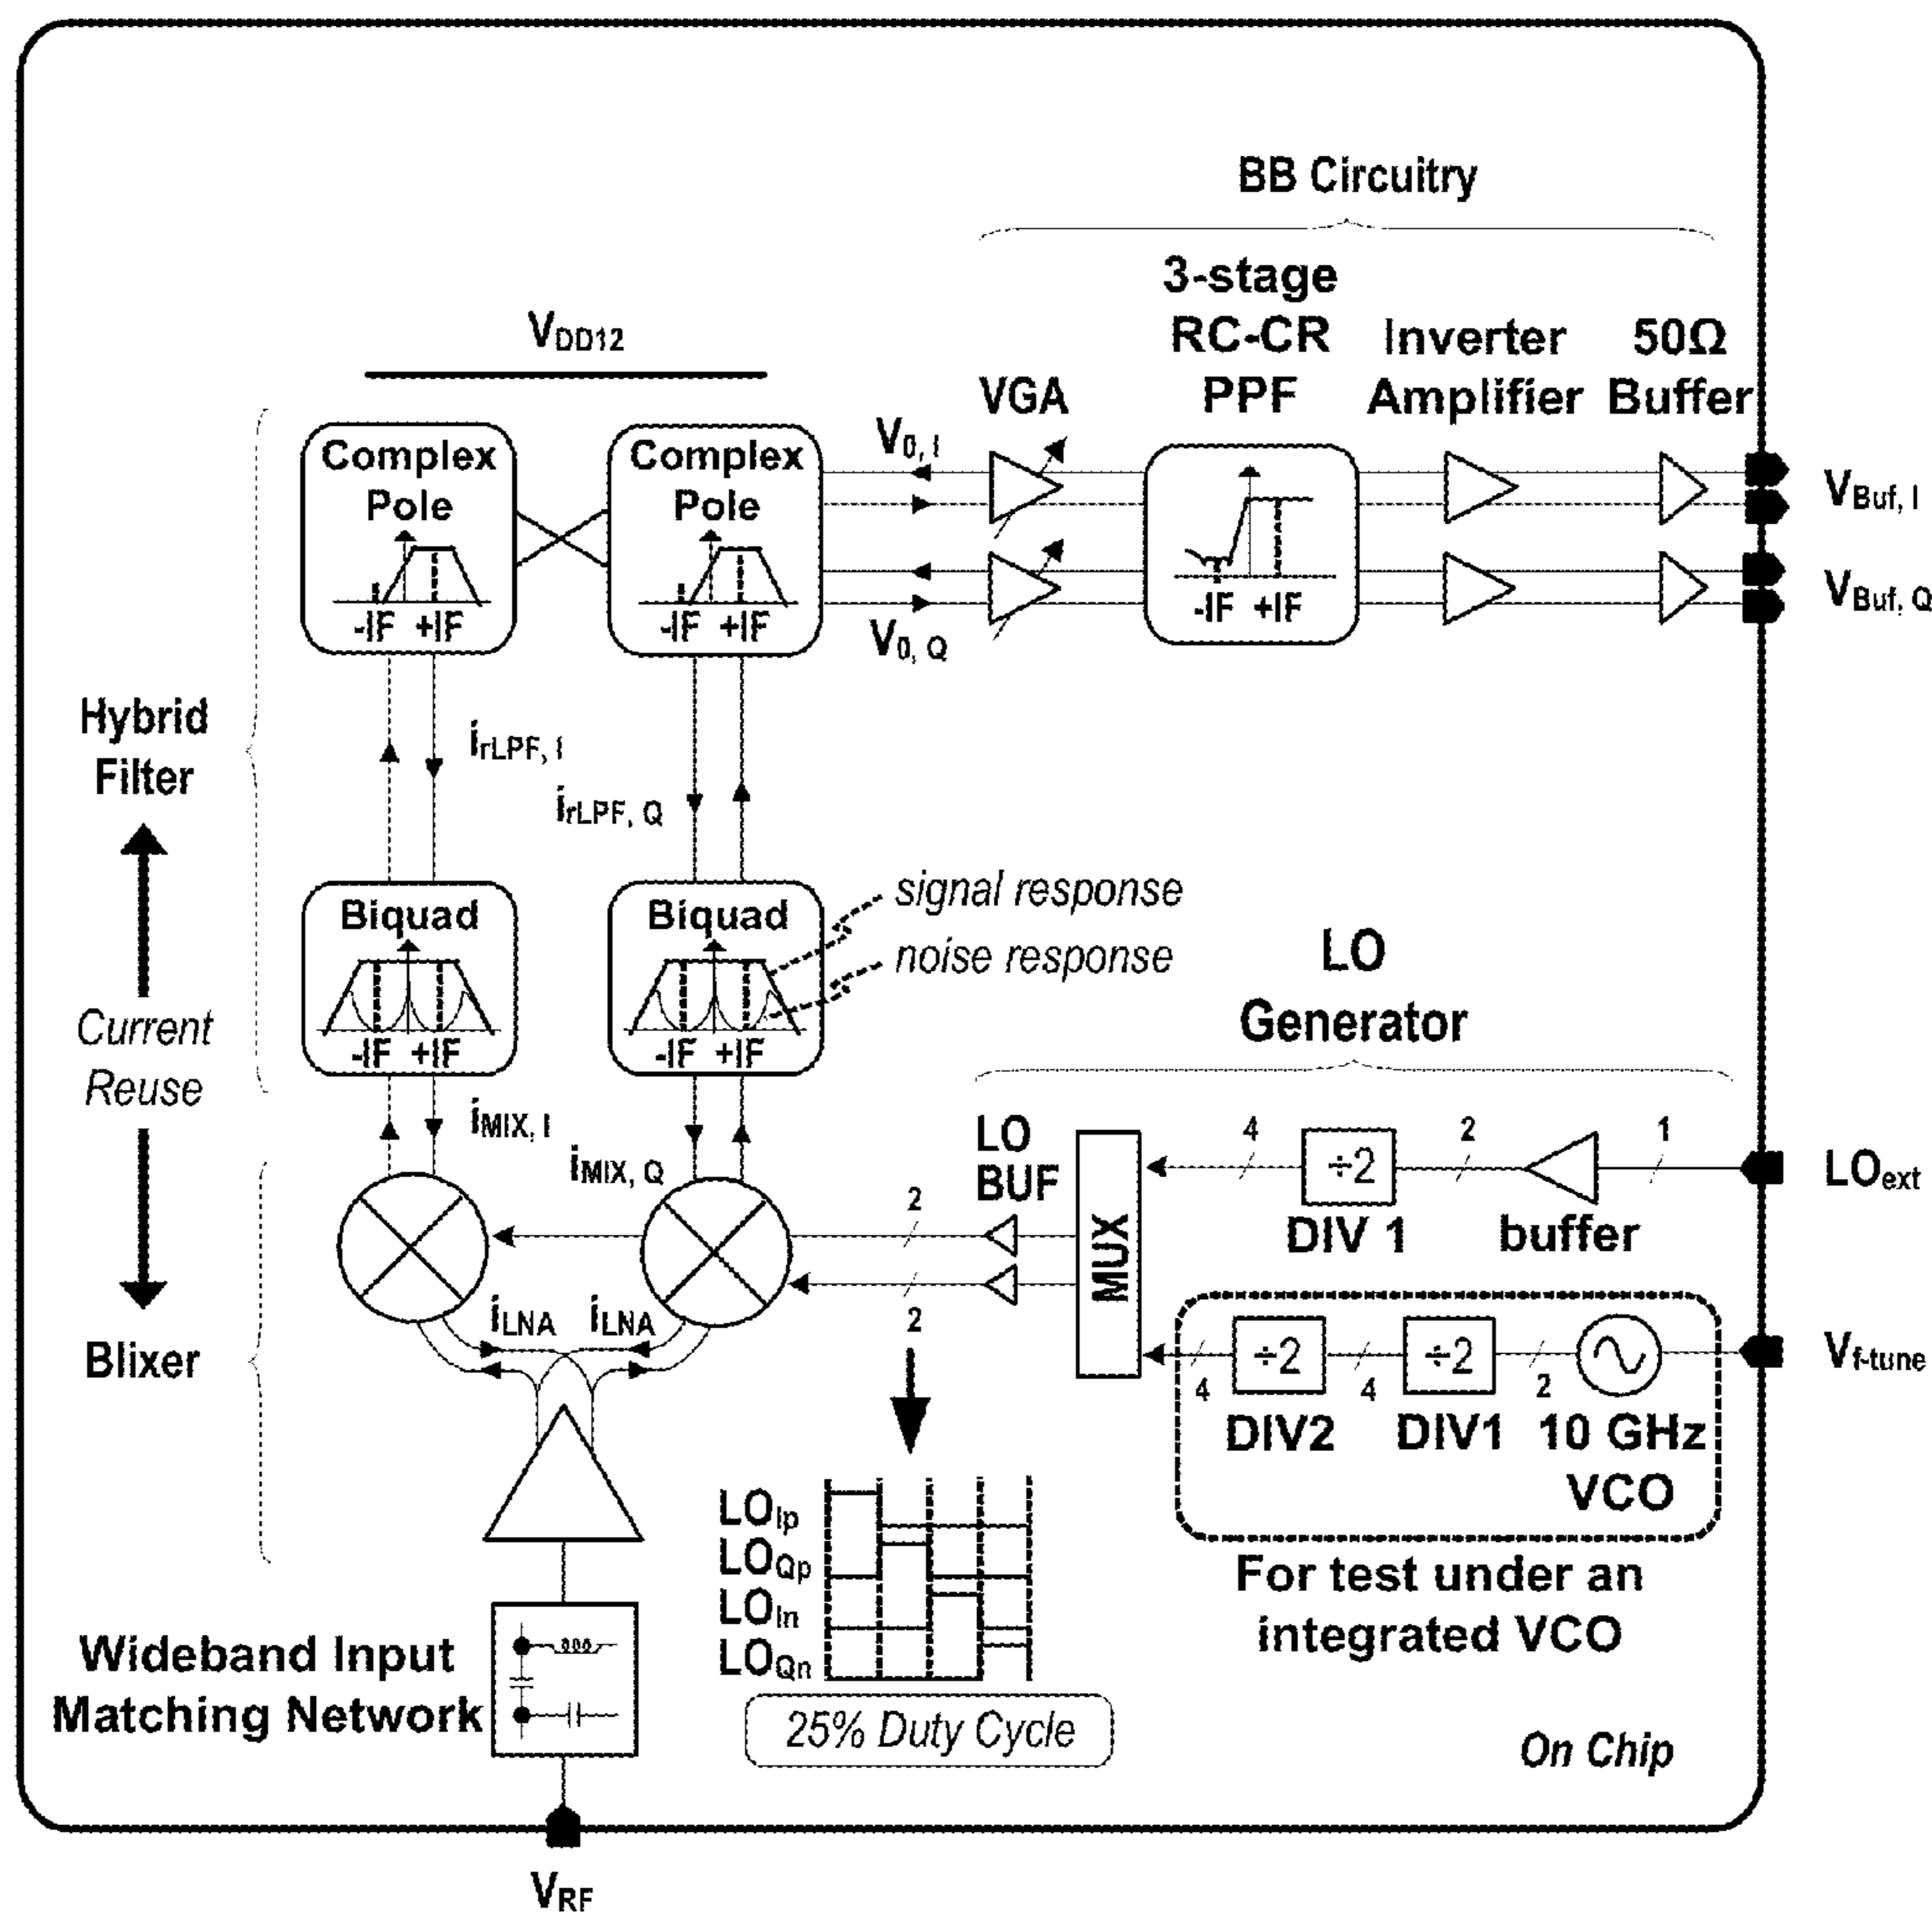 BB Circuitry
3-stage
RC-CR
PPF
Inverter
Amplifier
50Ω
Buffer
VGA
VDD12
Complex
Pole
-IF +IF
Complex
Pole
-IF +IF
V0, I
V0, Q
-IF +IF
VBuf, I
VBuf, Q
Hybrid
Filter
Current
Reuse
Blixer
irLPF, I
irLPF, Q
Biquad
-IF +IF
Biquad
-IF +IF
signal response
noise response
iMIX, I
iMIX, Q
iLNA
iLNA
LO
Generator
LO
BUF
2
2
MUX
4
÷2
DIV 1
2
buffer
1
LOext
4
÷2
DIV2
4
÷2
DIV1
2
10 GHz
VCO
Vf-tune
For test under an
integrated VCO
LOIp
LOQp
LOIn
LOQn
25% Duty Cycle
Wideband Input
Matching Network
On Chip
VRF